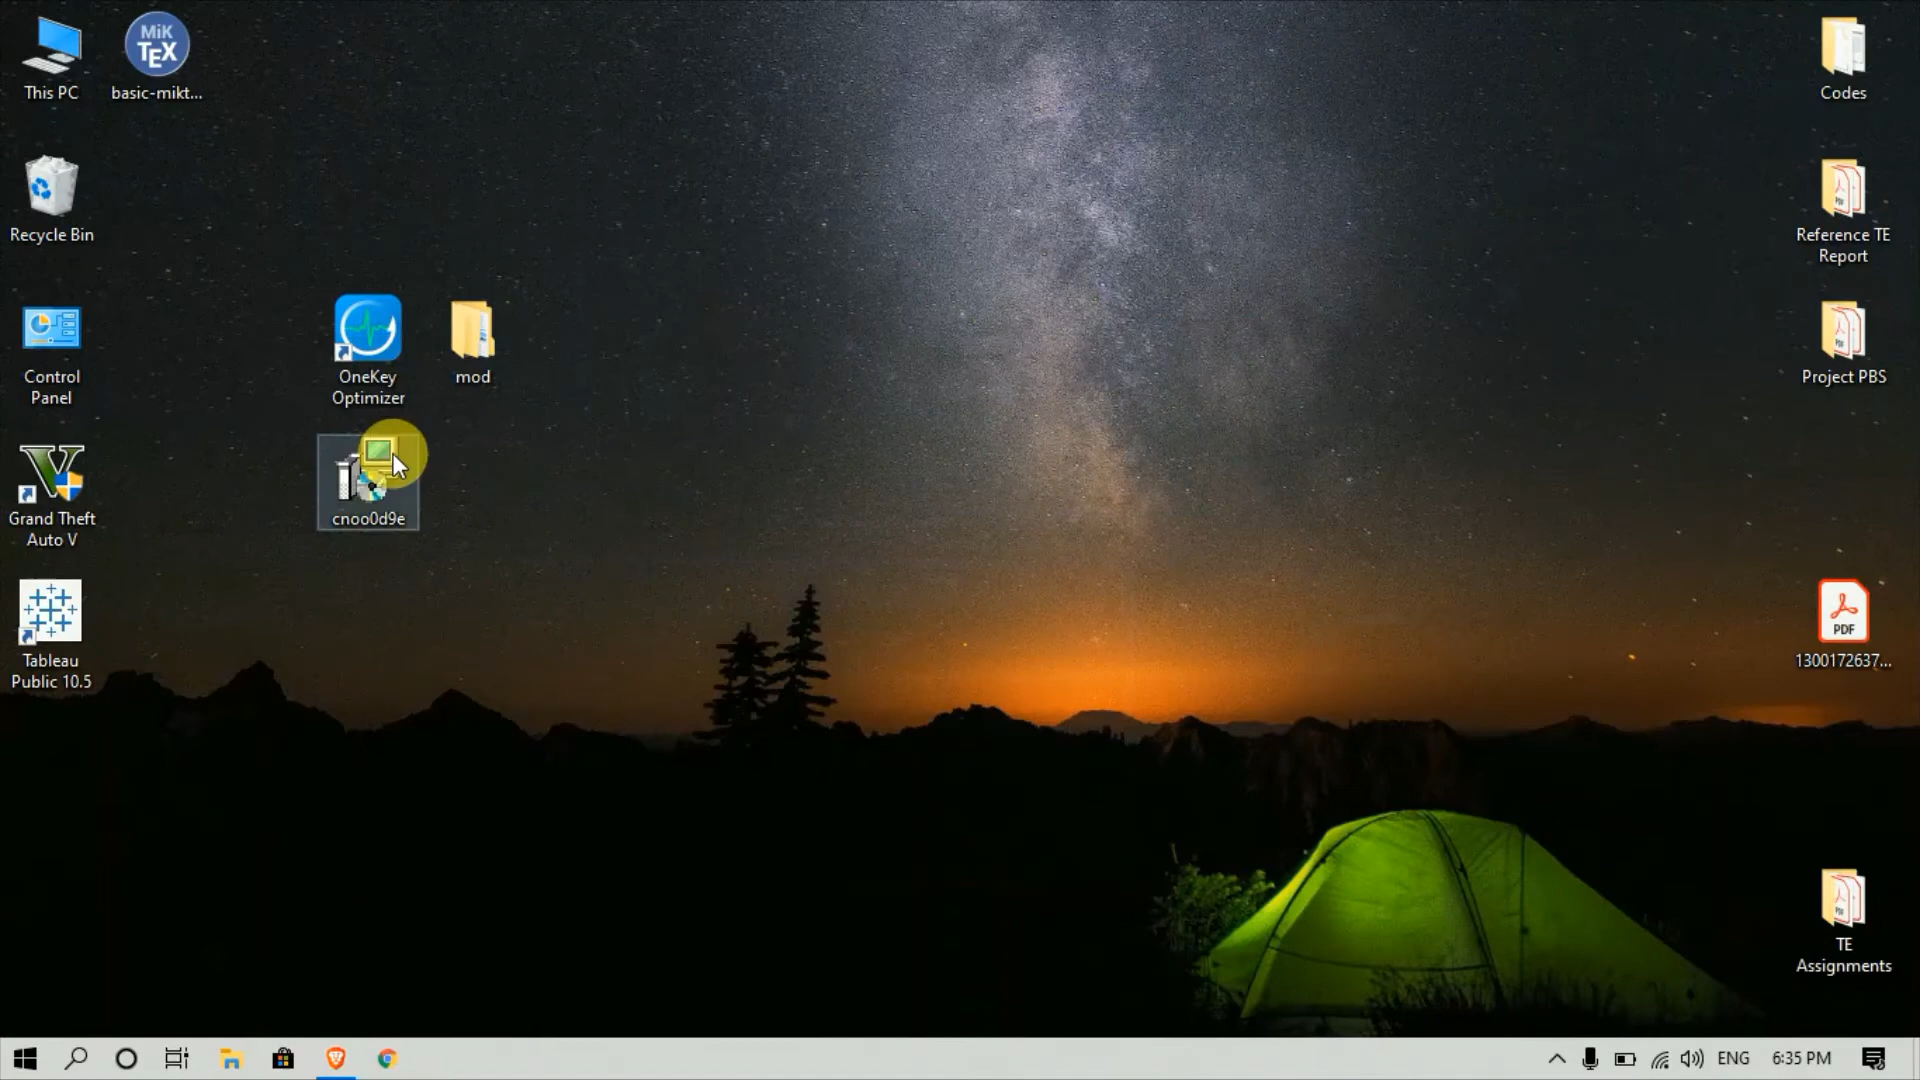 This PC
MiK
TEX
basic-mikt...
Codes
Recycle Bin
Reference TE
Report
Control
Panel
OneKey
Optimizer
mod
PDF
Project PBS
Grand Theft
Auto V
cnoo0d9e
Tableau
Public 10.5
PDF
1300172637...
TE
Assignments
ENG
6:35 PM